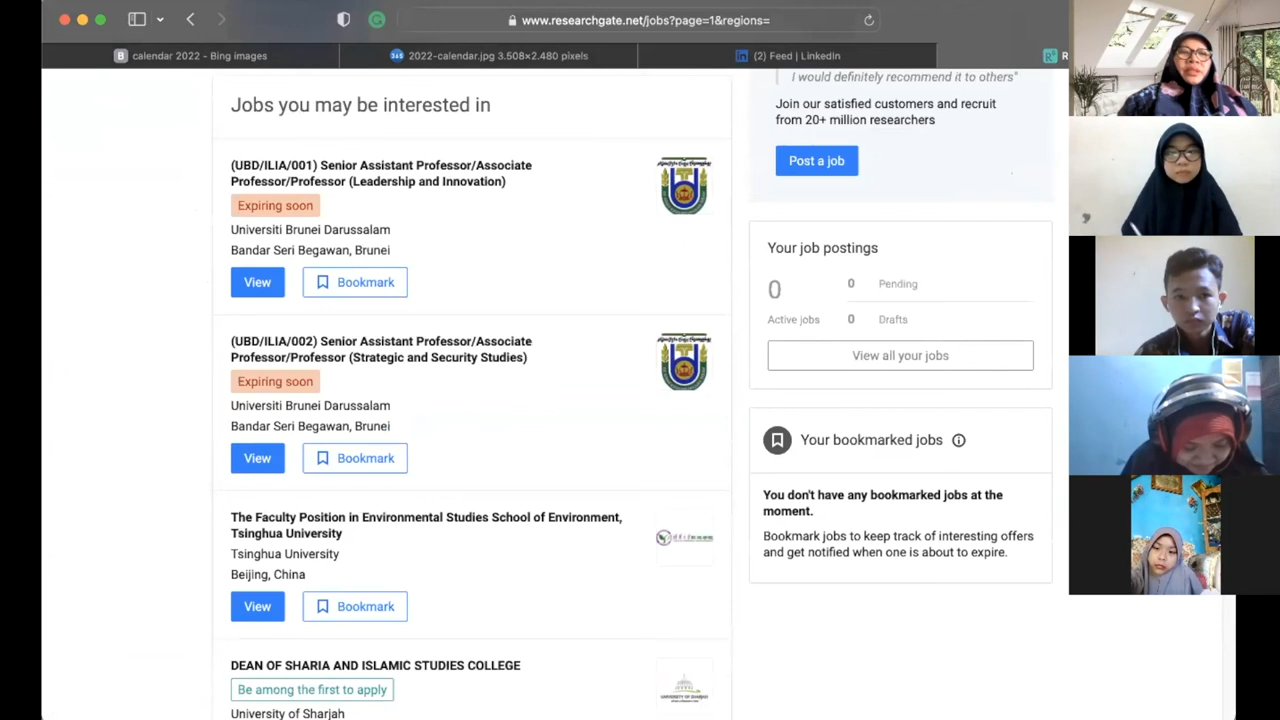 www.researchgate.net/jobs?page=1&regions=
calendar 2022 - Bing images
2022-calendar.jpg 3.508×2.480 pixels
(2) Feed | LinkedIn
Jobs you may be interested in
(UBD/ILIA/001) Senior Assistant Professor/Associate
Professor/Professor (Leadership and Innovation)
Expiring soon
Universiti Brunei Darussalam
Bandar Seri Begawan, Brunei
View
Bookmark
(UBD/ILIA/002) Senior Assistant Professor/Associate
Professor/Professor (Strategic and Security Studies)
Expiring soon
Universiti Brunei Darussalam
Bandar Seri Begawan, Brunei
View
Bookmark
The Faculty Position in Environmental Studies School of Environment,
Tsinghua University
Tsinghua University
Beijing, China
View
Bookmark
DEAN OF SHARIA AND ISLAMIC STUDIES COLLEGE
Be among the first to apply
University of Sharjah
UNIVERSITY OF SHARJAH
I would definitely recommend it to others"
Join our satisfied customers and recruit
from 20+ million researchers
Post a job
Your job postings
0
Active jobs
0 Pending
0 Drafts
View all your jobs
Your bookmarked jobs
You don't have any bookmarked jobs at the
moment.
Bookmark jobs to keep track of interesting offers
and get notified when one is about to expire.